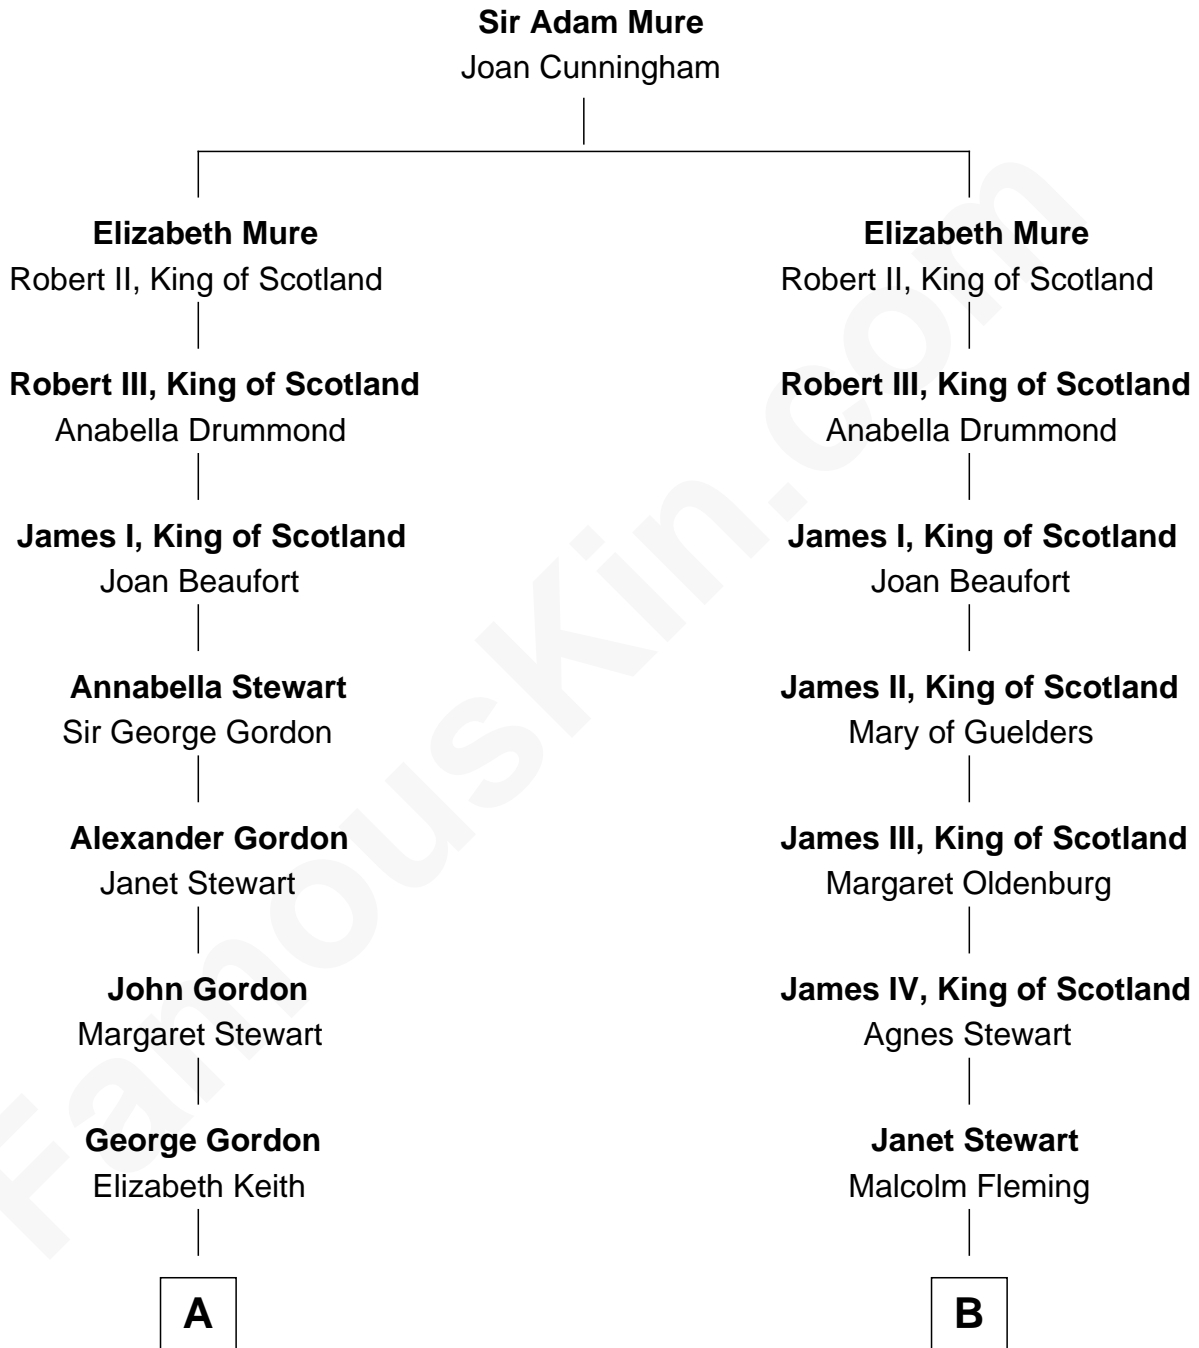 Sir Adam Mure
Joan Cunningham
Elizabeth Mure
Robert II, King of Scotland
Robert III, King of Scotland
Anabella Drummond
James I, King of Scotland
Joan Beaufort
Annabella Stewart
Sir George Gordon
Alexander Gordon
Janet Stewart
John Gordon
Margaret Stewart
George Gordon
Elizabeth Keith
A
Elizabeth Mure
Robert II, King of Scotland
Robert III, King of Scotland
Anabella Drummond
James I, King of Scotland
Joan Beaufort
James II, King of Scotland
Mary of Guelders
James III, King of Scotland
Margaret Oldenburg
James IV, King of Scotland
Agnes Stewart
Janet Stewart
Malcolm Fleming
B
FamousKin.com